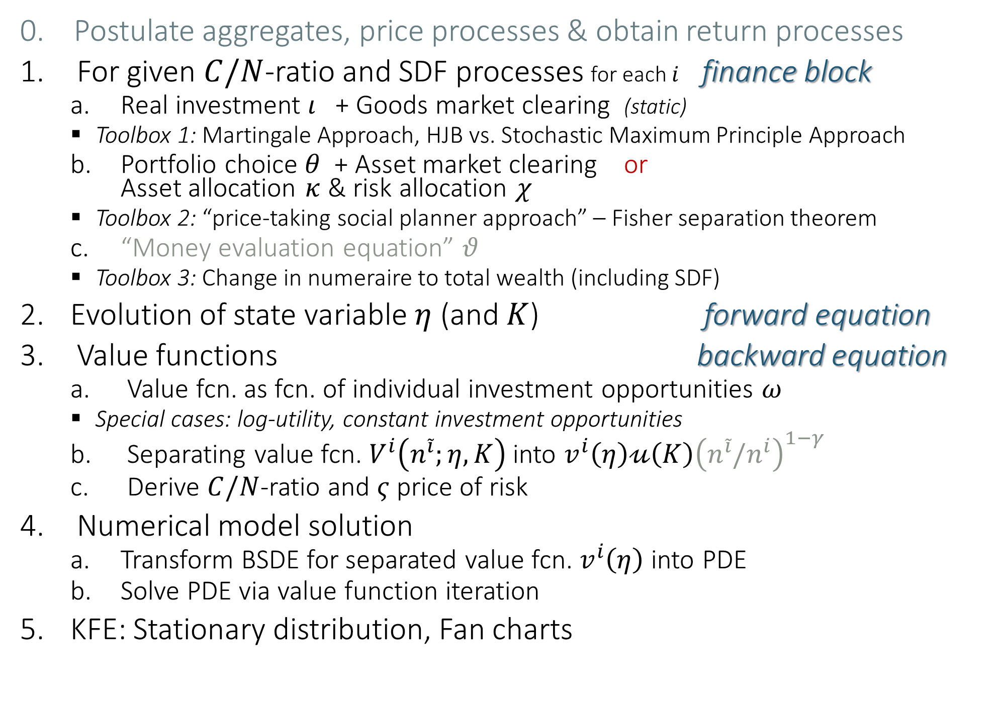 0. Postulate aggregates, price processes & obtain return processes
1. For given C/N-ratio and SDF processes for each i finance block
a. Real investment ι + Goods market clearing (static)
▪ Toolbox 1: Martingale Approach, HJB vs. Stochastic Maximum Principle Approach
b. Portfolio choice θ + Asset market clearing or
Asset allocation κ & risk allocation χ
▪ Toolbox 2: “price-taking social planner approach” – Fisher separation theorem
c. “Money evaluation equation” ϑ
▪ Toolbox 3: Change in numeraire to total wealth (including SDF)
2. Evolution of state variable η (and K) forward equation
3. Value functions backward equation
a. Value fcn. as fcn. of individual investment opportunities ω
▪ Special cases: log-utility, constant investment opportunities
b. Separating value fcn. V^i(n^ĩ; η, K) into v^i(η)u(K)(n^ĩ/n^i)^{1−γ}
c. Derive C/N-ratio and ς price of risk
4. Numerical model solution
a. Transform BSDE for separated value fcn. v^i(η) into PDE
b. Solve PDE via value function iteration
5. KFE: Stationary distribution, Fan charts